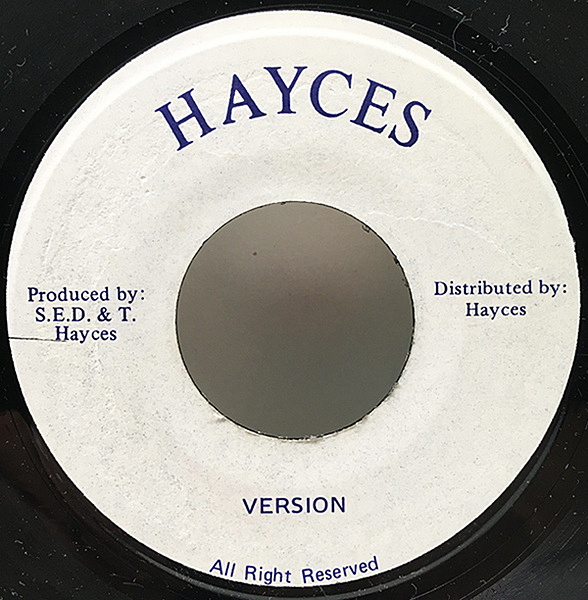 HAYCES
Produced by:
S.E.D. & T.
Hayces
Distributed by:
Hayces
VERSION
All Right Reserved